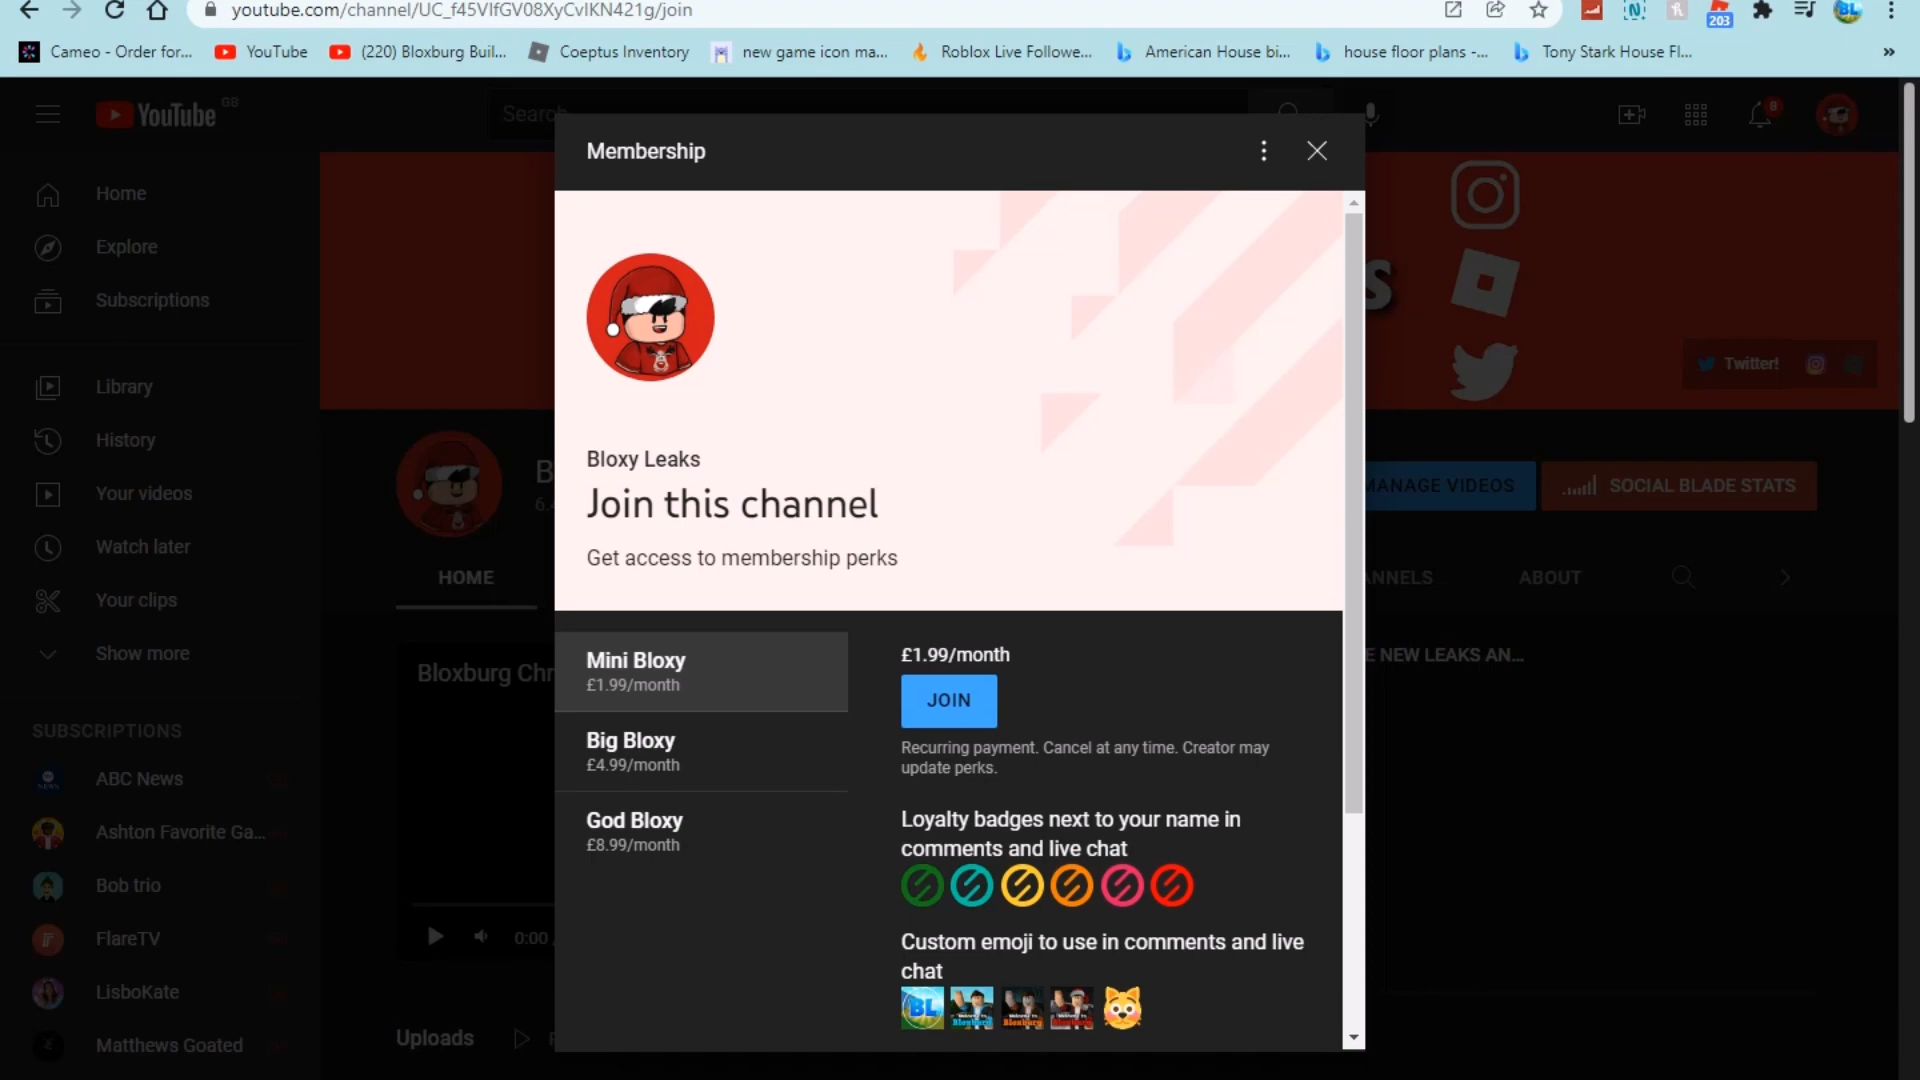 youtube.com/channel/UC_f45VIfGV08XyCvIKN421g/join
203
Cameo - Order for...
YouTube
(220) Bloxburg Buil...
Coeptus Inventory
new game icon ma...
Roblox Live Followe...
American House bi...
house floor plans -...
Tony Stark House Fl...
»
YouTube GB
Search
8
Membership
Home
Explore
Subscriptions
Library
History
Your videos
Watch later
Your clips
Show more
SUBSCRIPTIONS
ABC News
Ashton Favorite Ga...
Bob trio
FlareTV
LisboKate
Matthews Goated
S
Twitter!
B
6.
MANAGE VIDEOS
SOCIAL BLADE STATS
HOME
ANNELS
ABOUT
Bloxburg Chr
E NEW LEAKS AN...
0:00 /
Uploads
Bloxy Leaks
Join this channel
Get access to membership perks
Mini Bloxy
£1.99/month
Big Bloxy
£4.99/month
God Bloxy
£8.99/month
£1.99/month
JOIN
Recurring payment. Cancel at any time. Creator may
update perks.
Loyalty badges next to your name in
comments and live chat
Custom emoji to use in comments and live
chat
BL